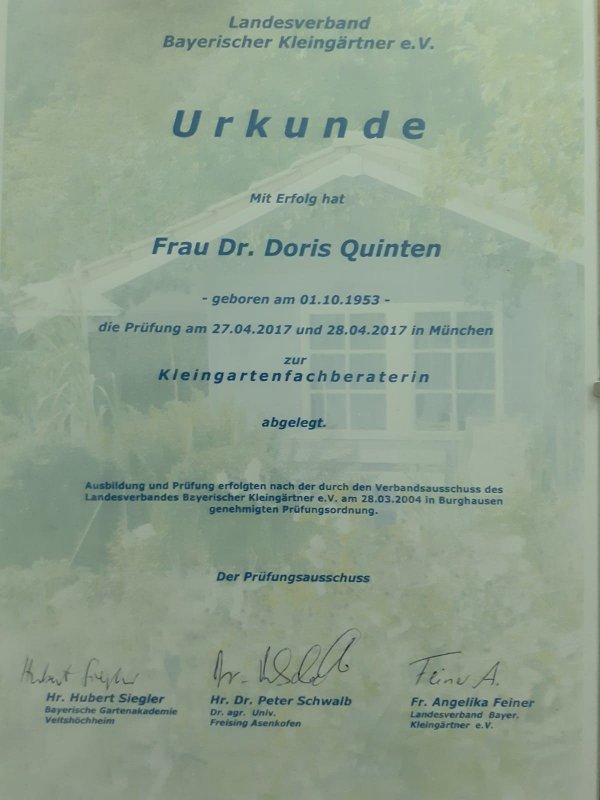 Landesverband
Bayerischer Kleingärtner e.V.
Urkunde
Mit Erfolg hat
Frau Dr. Doris Quinten
- geboren am 01.10.1953 -
die Prüfung am 27.04.2017 und 28.04.2017 in München
zur
Kleingartenfachberaterin
abgelegt.
Ausbildung und Prüfung erfolgten nach der durch den Verbandsausschuss des
Landesverbandes Bayerischer Kleingärtner e.V. am 28.03.2004 in Burghausen
genehmigten Prüfungsordnung.
Der Prüfungsausschuss
Hubert Siegler
Feiner A.
Hr. Hubert Siegler
Bayerische Gartenakademie
Veitshöchheim
Hr. Dr. Peter Schwalb
Dr. agr. Univ.
Freising Asenkofen
Fr. Angelika Feiner
Landesverband Bayer.
Kleingärtner e.V.